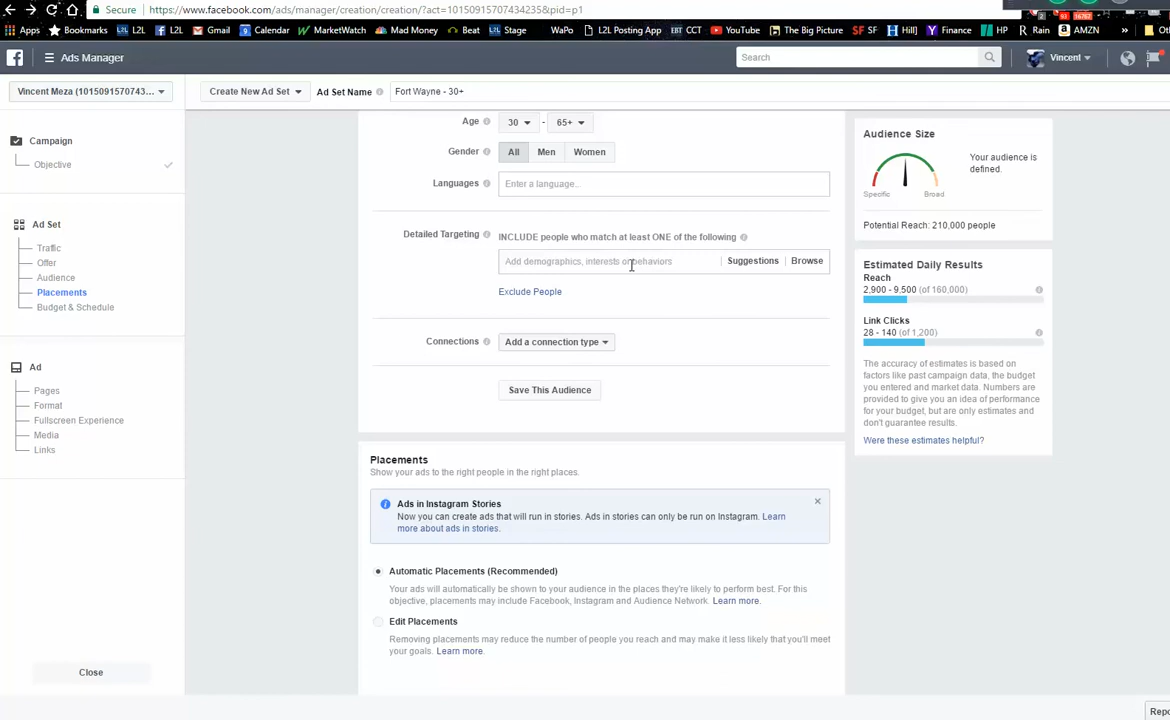 Secure https://www.facebook.com/ads/manager/creation/creation/?act=10150915707434235&pid=p1
Apps Bookmarks L2L L2L Gmail Calendar MarketWatch Mad Money Beat Stage WaPo L2L Posting App CCT YouTube The Big Picture SF Hill] Finance HP Rain AMZN »
Ads Manager Search Vincent
Vincent Meza (1015091570743... Create New Ad Set Ad Set Name Fort Wayne - 30+
Campaign
Objective
Ad Set
Traffic
Offer
Audience
Placements
Budget & Schedule
Ad
Pages
Format
Fullscreen Experience
Media
Links
Close
Age 30 - 65+
Gender All Men Women
Languages Enter a language..
Detailed Targeting INCLUDE people who match at least ONE of the following
Add demographics, interests or behaviors Suggestions Browse
Exclude People
Connections Add a connection type
Save This Audience
Placements
Show your ads to the right people in the right places.
Ads in Instagram Stories
Now you can create ads that will run in stories. Ads in stories can only be run on Instagram. Learn
more about ads in stories.
Automatic Placements (Recommended)
Your ads will automatically be shown to your audience in the places they're likely to perform best. For this
objective, placements may include Facebook, Instagram and Audience Network. Learn more.
Edit Placements
Removing placements may reduce the number of people you reach and may make it less likely that you'll meet
your goals. Learn more.
Audience Size
Your audience is
defined.
Specific Broad
Potential Reach: 210,000 people
Estimated Daily Results
Reach
2,900 - 9,500 (of 160,000)
Link Clicks
28 - 140 (of 1,200)
The accuracy of estimates is based on
factors like past campaign data, the budget
you entered and market data. Numbers are
provided to give you an idea of performance
for your budget, but are only estimates and
don't guarantee results.
Were these estimates helpful?
Repo